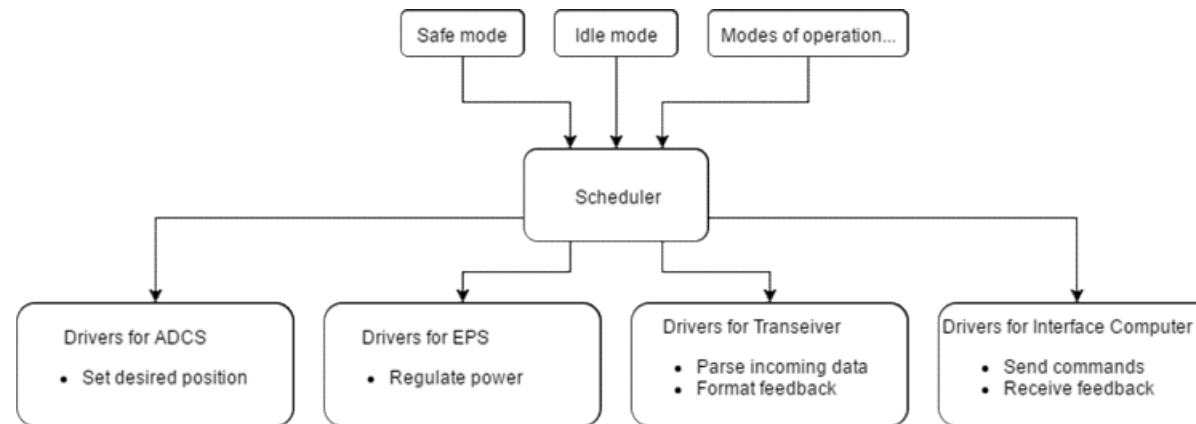 Safe mode
Idle mode
Modes of operation...
Scheduler
Drivers for ADCS
• Set desired position
Drivers for EPS
• Regulate power
Drivers for Transeiver
• Parse incoming data
• Format feedback
Drivers for Interface Computer
• Send commands
• Receive feedback